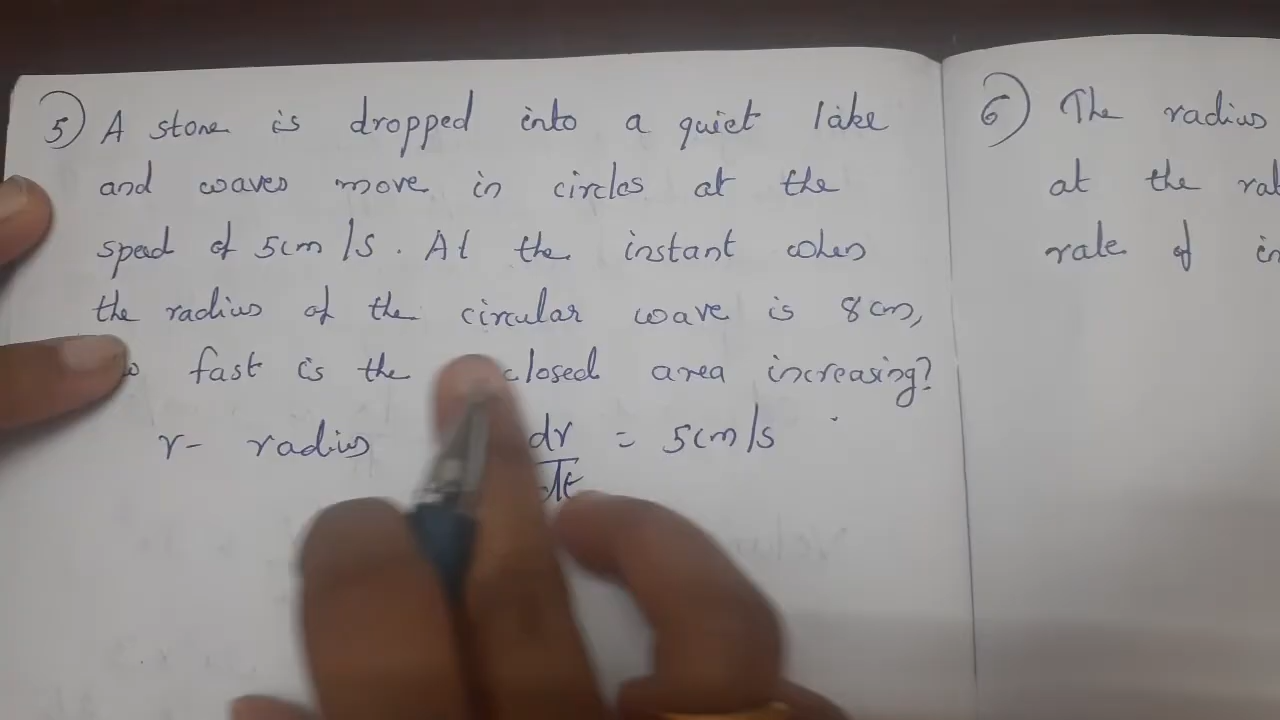 5) A stone is dropped into a quiet lake
and waves move in circles at the
speed of 5cm/s. At the instant when
the radius of the circular wave is 8cm,
fast is the closed area increasing?
r- radius dr/dt = 5cm/s
6) The radius
at the
rate of in